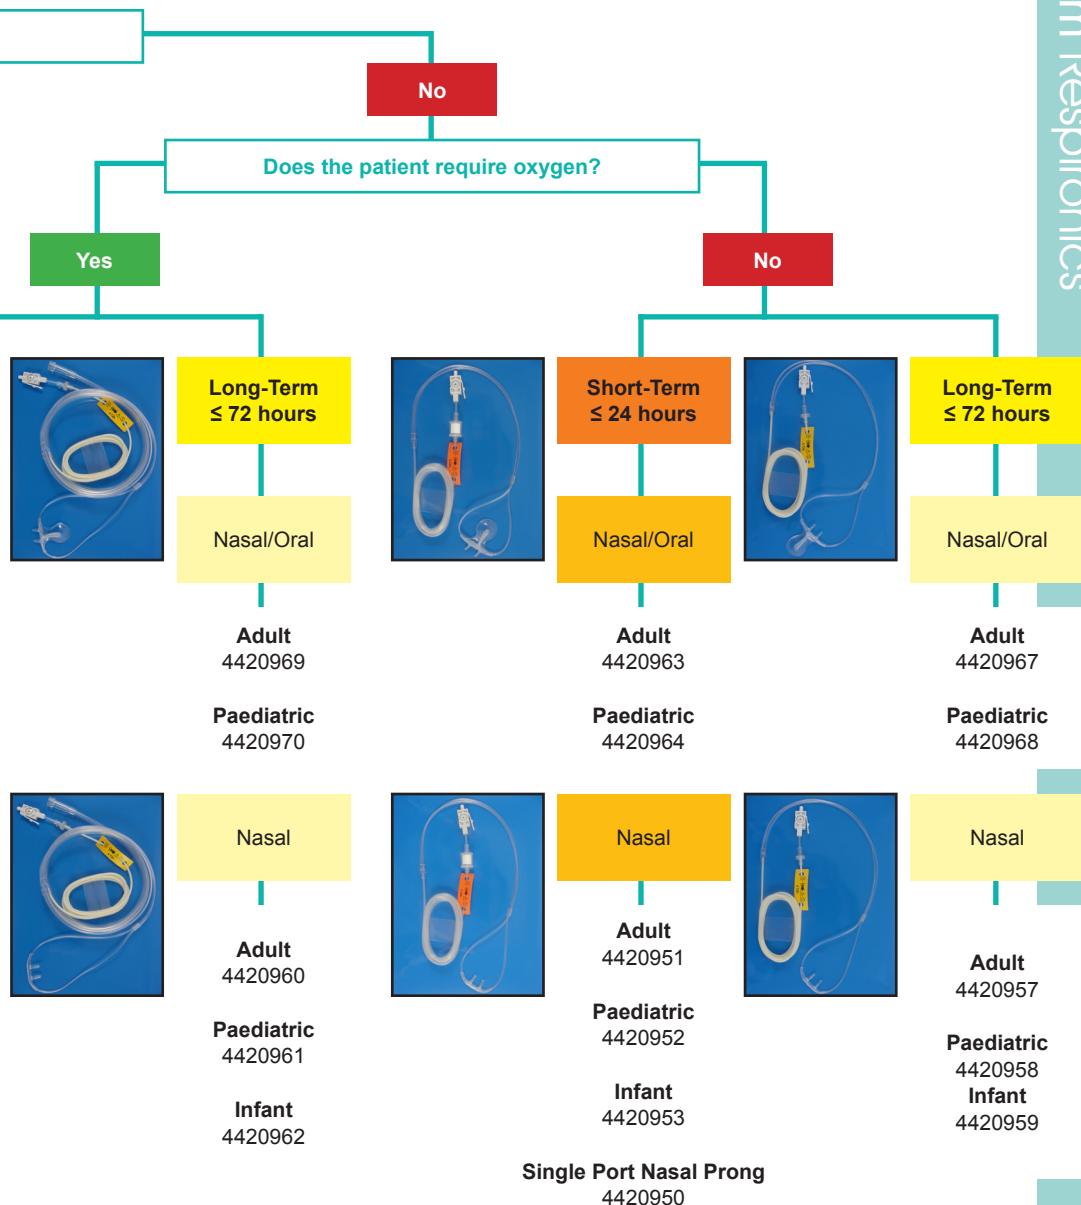 Respironics
No
Does the patient require oxygen?
Yes
No
Long-Term
≤ 72 hours
Short-Term
≤ 24 hours
Long-Term
≤ 72 hours
Nasal/Oral
Nasal/Oral
Nasal/Oral
Adult
4420969
Adult
4420963
Adult
4420967
Paediatric
4420970
Paediatric
4420964
Paediatric
4420968
Nasal
Nasal
Nasal
Adult
4420960
Paediatric
4420961
Infant
4420962
Adult
4420951
Paediatric
4420952
Infant
4420953
Single Port Nasal Prong
4420950
Adult
4420957
Paediatric
4420958
Infant
4420959